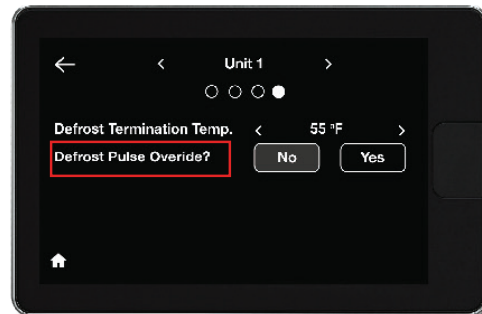 Unit 1
Defrost Termination Temp. < 55 °F >
Defrost Pulse Overide? No Yes